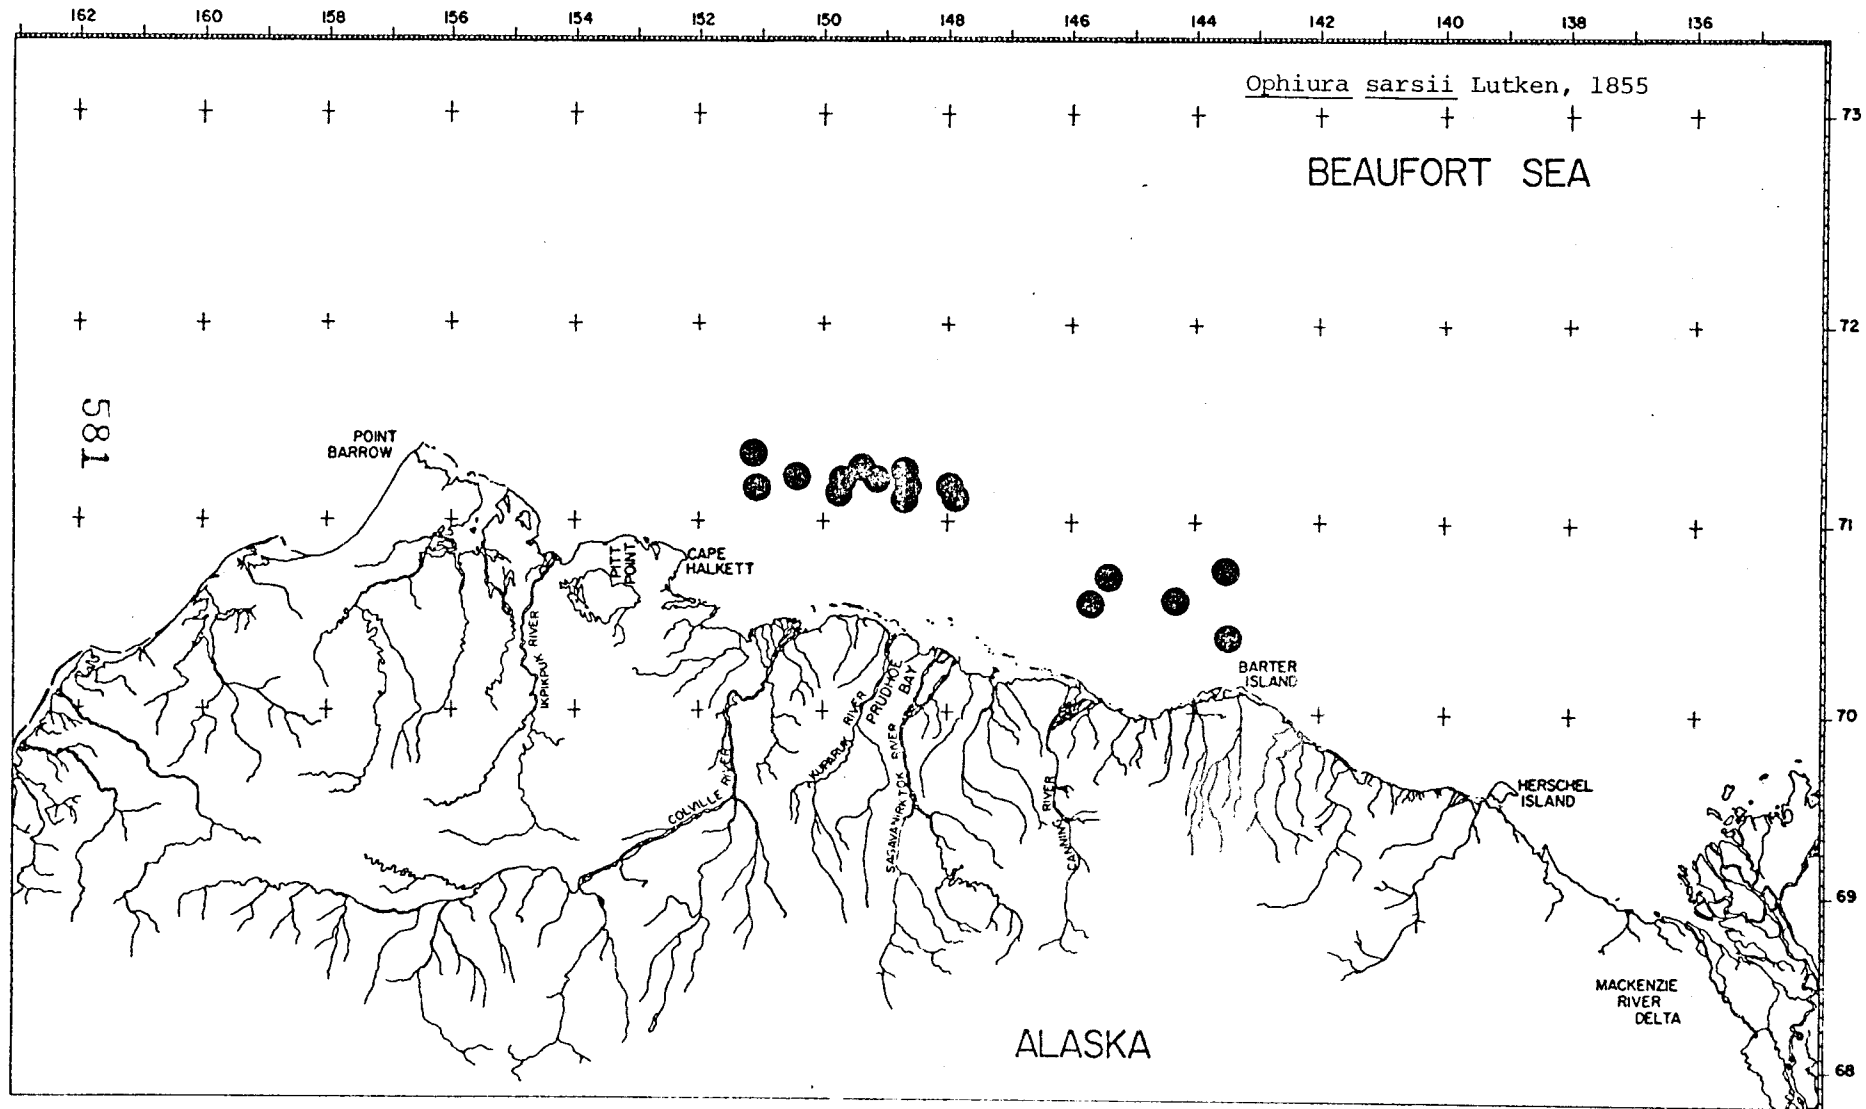 162 160 158 156 154 152 150 148 146 144 142 140 138 136
Ophiura sarsii Lutken, 1855
73
BEAUFORT SEA
72
581
POINT
BARROW
71
PITT
POINT
CAPE
HALKETT
IKPIKPUK RIVER
BARTER
ISLAND
PRUDHOE
BAY
70
KUPARUK RIVER
COLVILLE RIVER
SAGAVANIRKTOK RIVER
CANNING RIVER
HERSCHEL
ISLAND
69
MACKENZIE
RIVER
DELTA
ALASKA
68